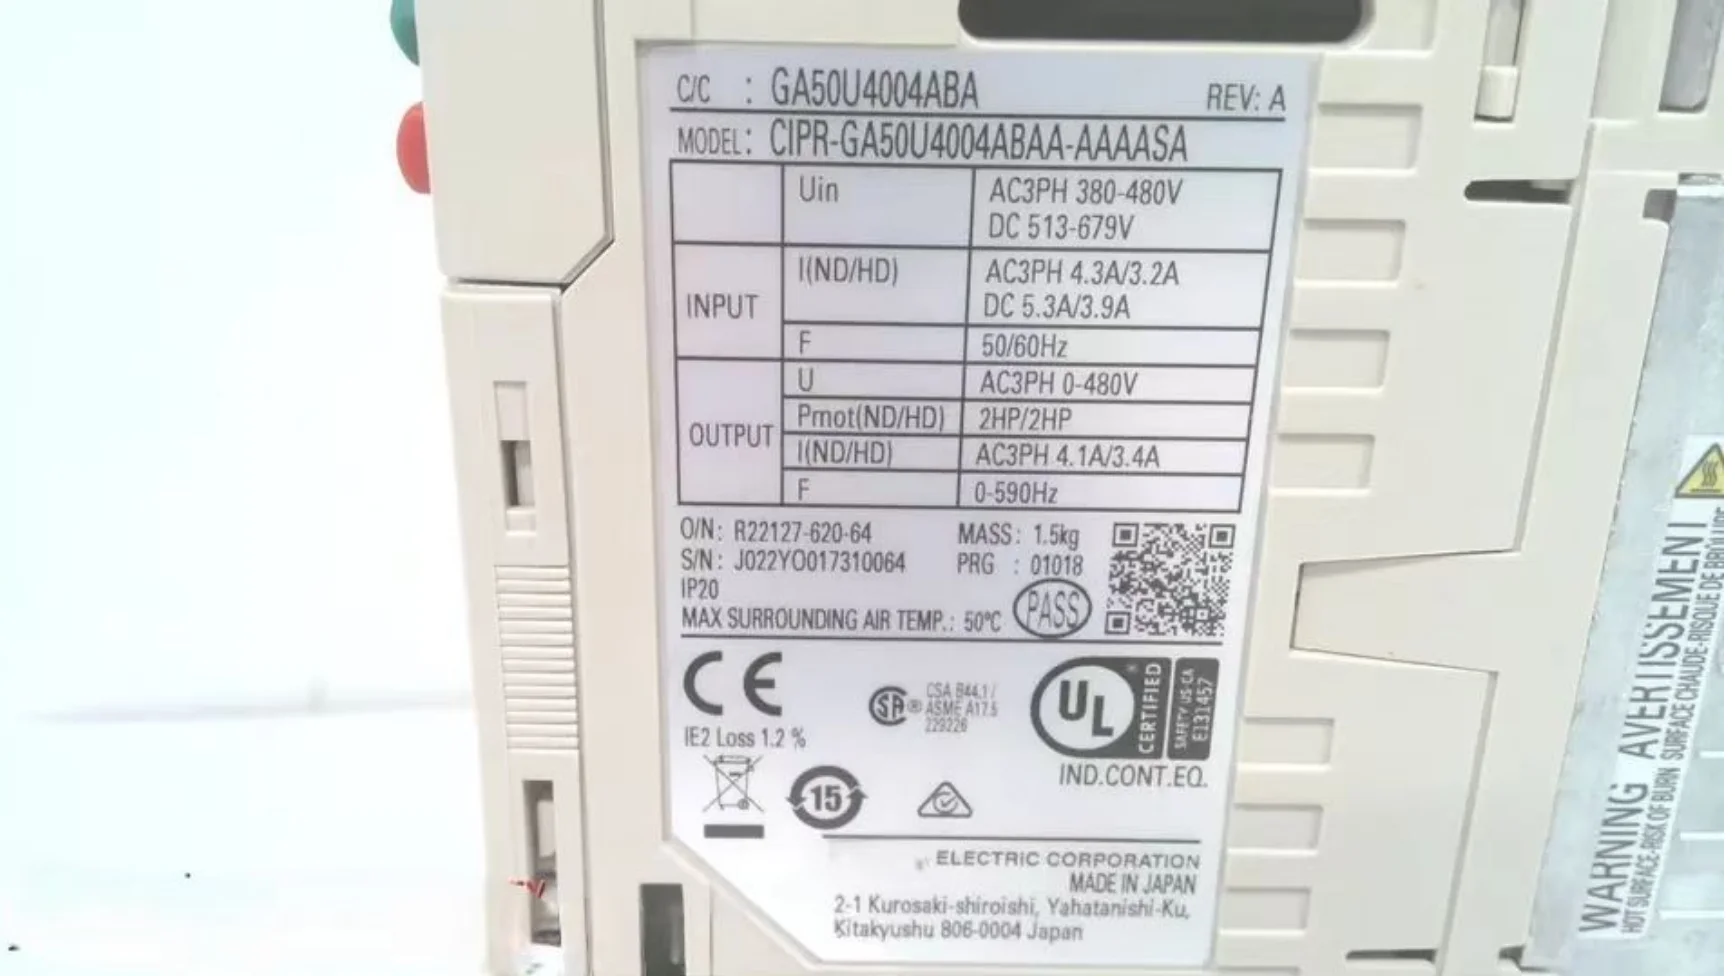 C/C : GA50U4004ABA REV: A
MODEL: CIPR-GA50U4004ABAA-AAAASA
Uin AC3PH 380-480V
DC 513-679V
INPUT I(ND/HD) AC3PH 4.3A/3.2A
DC 5.3A/3.9A
F 50/60Hz
OUTPUT U AC3PH 0-480V
Pmot(ND/HD) 2HP/2HP
I(ND/HD) AC3PH 4.1A/3.4A
F 0-590Hz
O/N: R22127-620-64 MASS: 1.5kg
S/N: J022YO017310064 PRG : 01018
IP20
MAX SURROUNDING AIR TEMP.: 50°C PASS
CE
SA ® CSA B44.1/
ASME A17.5
229226
UL CERTIFIED
SAFETY US-CA
E131457
IE2 Loss 1.2 %
IND.CONT.EQ.
15
ELECTRIC CORPORATION
MADE IN JAPAN
2-1 Kurosaki-shiroishi, Yahatanishi-Ku,
Kitakyushu 806-0004 Japan
WARNING AVERTISSEMENT
HOT SURFACE-RISK OF BURN SURFACE CHAUDE-RISQUE DE BRÛLURE